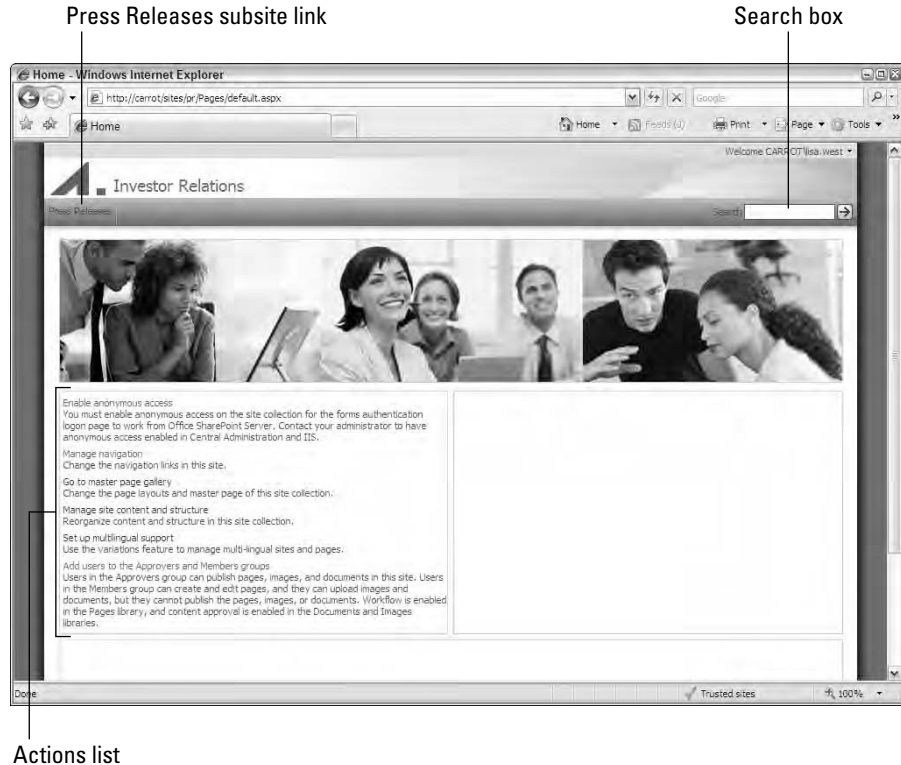 Press Releases subsite link
Search box
Home - Windows Internet Explorer
http://carrot/sites/pr/Pages/default.aspx
Google
Home
Home
Feeds (J)
Print
Page
Tools
»
Welcome CARROT\lisa.west
A. Investor Relations
Press Releases
Search
Enable anonymous access
You must enable anonymous access on the site collection for the forms authentication
logon page to work from Office SharePoint Server. Contact your administrator to have
anonymous access enabled in Central Administration and IIS.
Manage navigation
Change the navigation links in this site.
Go to master page gallery
Change the page layouts and master page of this site collection.
Manage site content and structure
Reorganize content and structure in this site collection.
Set up multilingual support
Use the variations feature to manage multi-lingual sites and pages.
Add users to the Approvers and Members groups
Users in the Approvers group can publish pages, images, and documents in this site. Users
in the Members group can create and edit pages, and they can upload images and
documents, but they cannot publish the pages, images, or documents. Workflow is enabled
in the Pages library, and content approval is enabled in the Documents and Images
libraries.
Done
Trusted sites
100%
Actions list